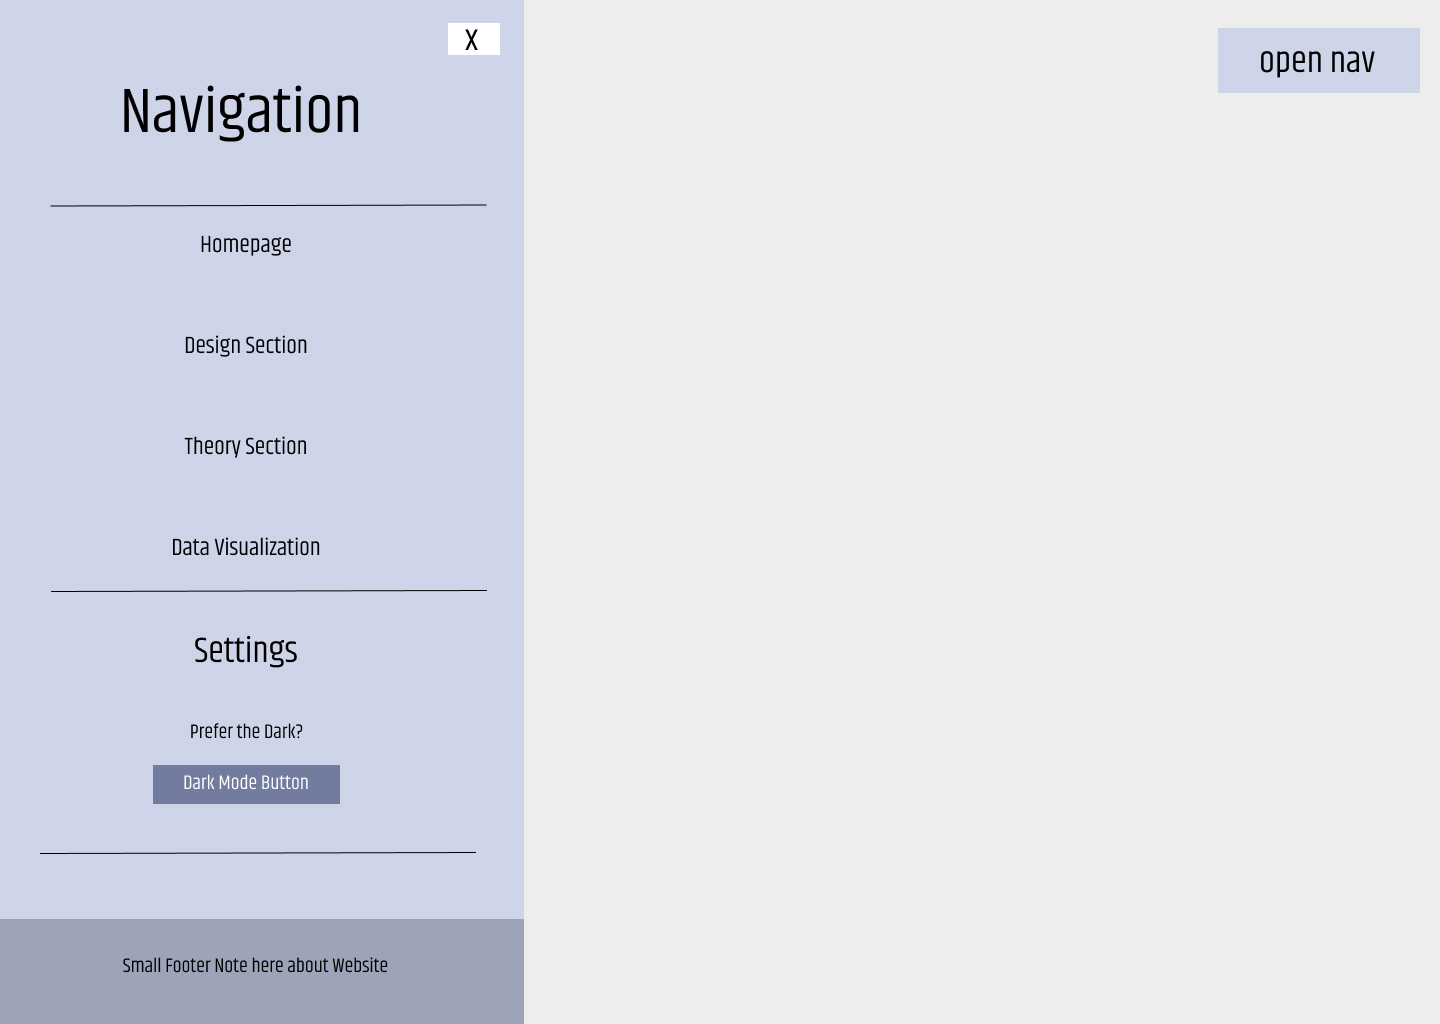 X
open nav
Navigation
Homepage
Design Section
Theory Section
Data Visualization
Settings
Prefer the Dark?
Dark Mode Button
Small Footer Note here about Website